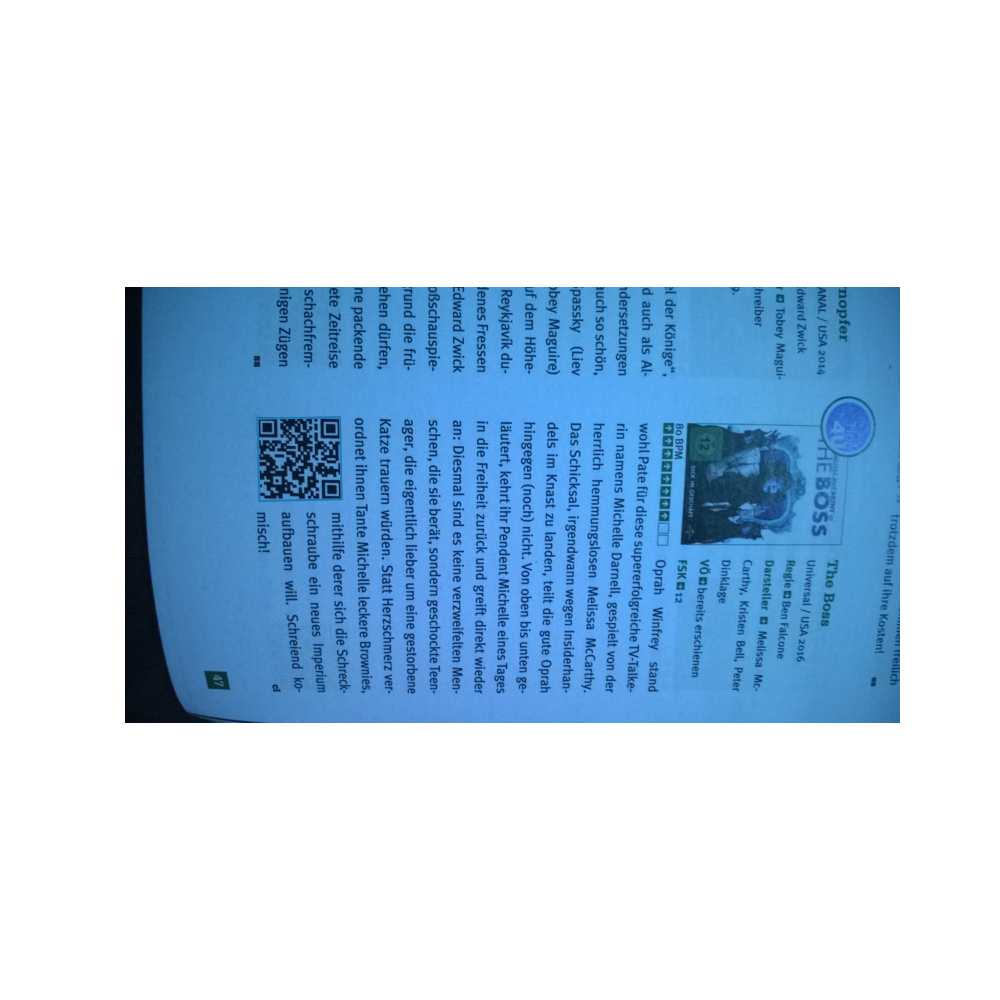 trotzdem auf ihre Kosten!
ss
nopfer
ANAL / USA 2014
dward Zwick
Tobey Magui-
hreiber
el der Könige“,
d auch als Al-
ndersetzungen
auch so schön,
passky (Liev
obey Maguire)
uf dem Höhe-
Reykjavík du-
denes Fressen
Edward Zwick
oßschauspie-
rund die frü-
ehen dürfen,
ne packende
ete Zeitreise
schachfrem-
nigen Zügen
ss
THE BOSS
DICK IM GESCHÄFT
12
The Boss
Universal / USA 2016
Regie Ben Falcone
Darsteller Melissa Mc-
Carthy, Kristen Bell, Peter
Dinklage
VÖ bereits erschienen
FSK 12
80 BPM
Oprah Winfrey stand
wohl Pate für diese supererfolgreiche TV-Talke-
rin namens Michelle Darnell, gespielt von der
herrlich hemmungslosen Melissa McCarthy.
Das Schicksal, irgendwann wegen Insiderhan-
dels im Knast zu landen, teilt die gute Oprah
hingegen (noch) nicht. Von oben bis unten ge-
läutert, kehrt ihr Pendent Michelle eines Tages
in die Freiheit zurück und greift direkt wieder
an: Diesmal sind es keine verzweifelten Men-
schen, die sie berät, sondern geschockte Teen-
ager, die eigentlich lieber um eine gestorbene
Katze trauern würden. Statt Herzschmerz ver-
ordnet ihnen Tante Michelle leckere Brownies,
mithilfe derer sich die Schreck-
schraube ein neues Imperium
aufbauen will. Schreiend ko-
misch!
cl
47